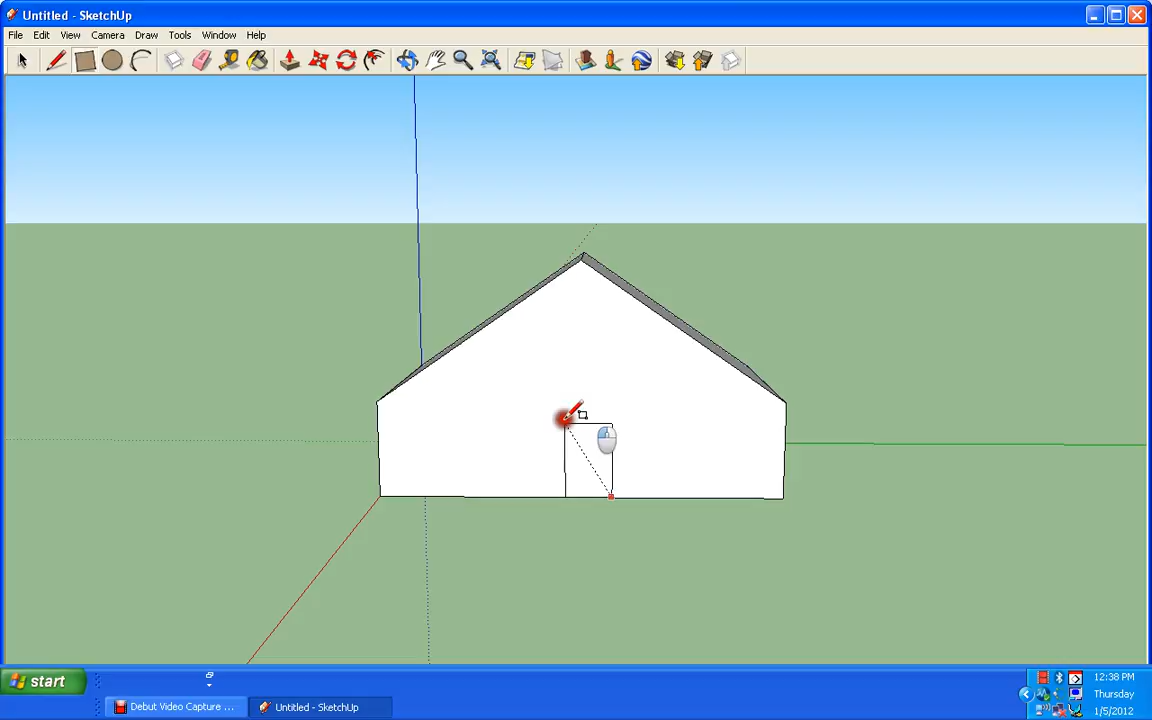 Untitled - SketchUp
File Edit View Camera Draw Tools Window Help
start
12:38 PM
Thursday
Debut Video Capture ...
Untitled - SketchUp
1/5/2012